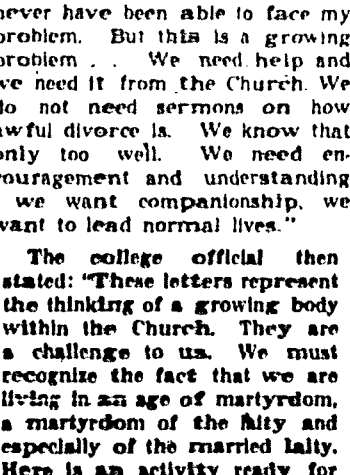 never have been able to face my
problem. But this is a growing
problem . . We need help and
we need it from the Church. We
do not need sermons on how
awful divorce is. We know that
only too well. We need en-
couragement and understanding
we want companionship, we
want to lead normal lives."
The college official then
stated: "These letters represent
the thinking of a growing body
within the Church. They are
a challenge to us. We must
recognize the fact that we are
living in an age of martyrdom,
a martyrdom of the laity and
especially of the married laity.
Here is an activity ready for